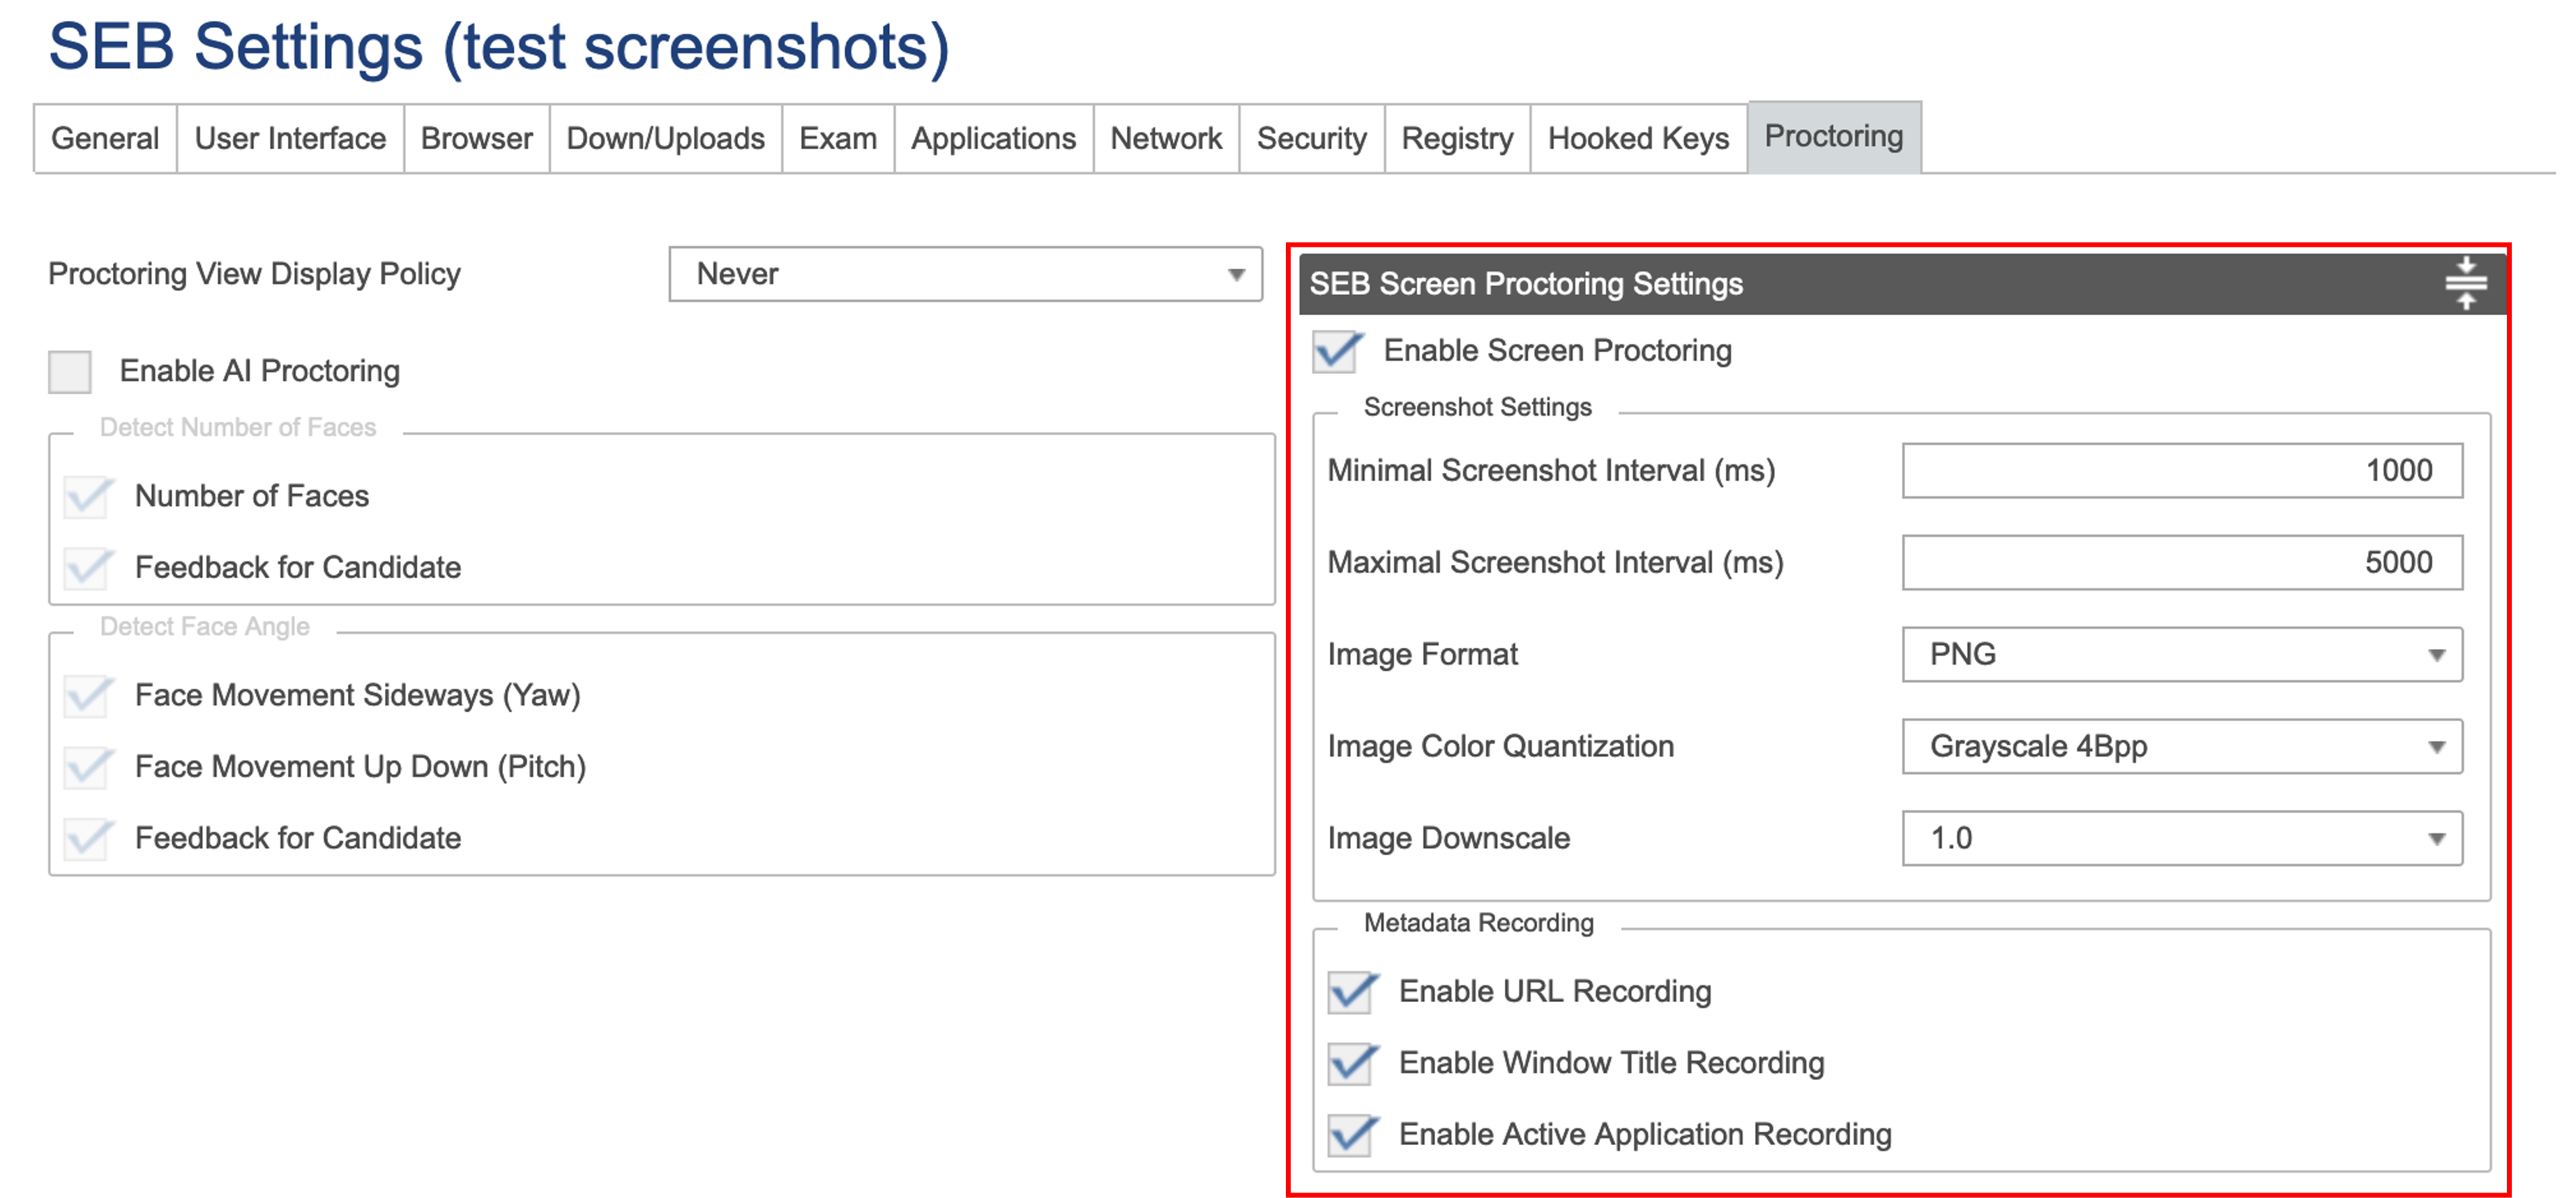 SEB Settings (test screenshots)
General User Interface Browser Down/Uploads Exam Applications Network Security Registry Hooked Keys Proctoring
Proctoring View Display Policy Never
Enable AI Proctoring
Detect Number of Faces
Number of Faces
Feedback for Candidate
Detect Face Angle
Face Movement Sideways (Yaw)
Face Movement Up Down (Pitch)
Feedback for Candidate
SEB Screen Proctoring Settings
Enable Screen Proctoring
Screenshot Settings
Minimal Screenshot Interval (ms) 1000
Maximal Screenshot Interval (ms) 5000
Image Format PNG
Image Color Quantization Grayscale 4Bpp
Image Downscale 1.0
Metadata Recording
Enable URL Recording
Enable Window Title Recording
Enable Active Application Recording